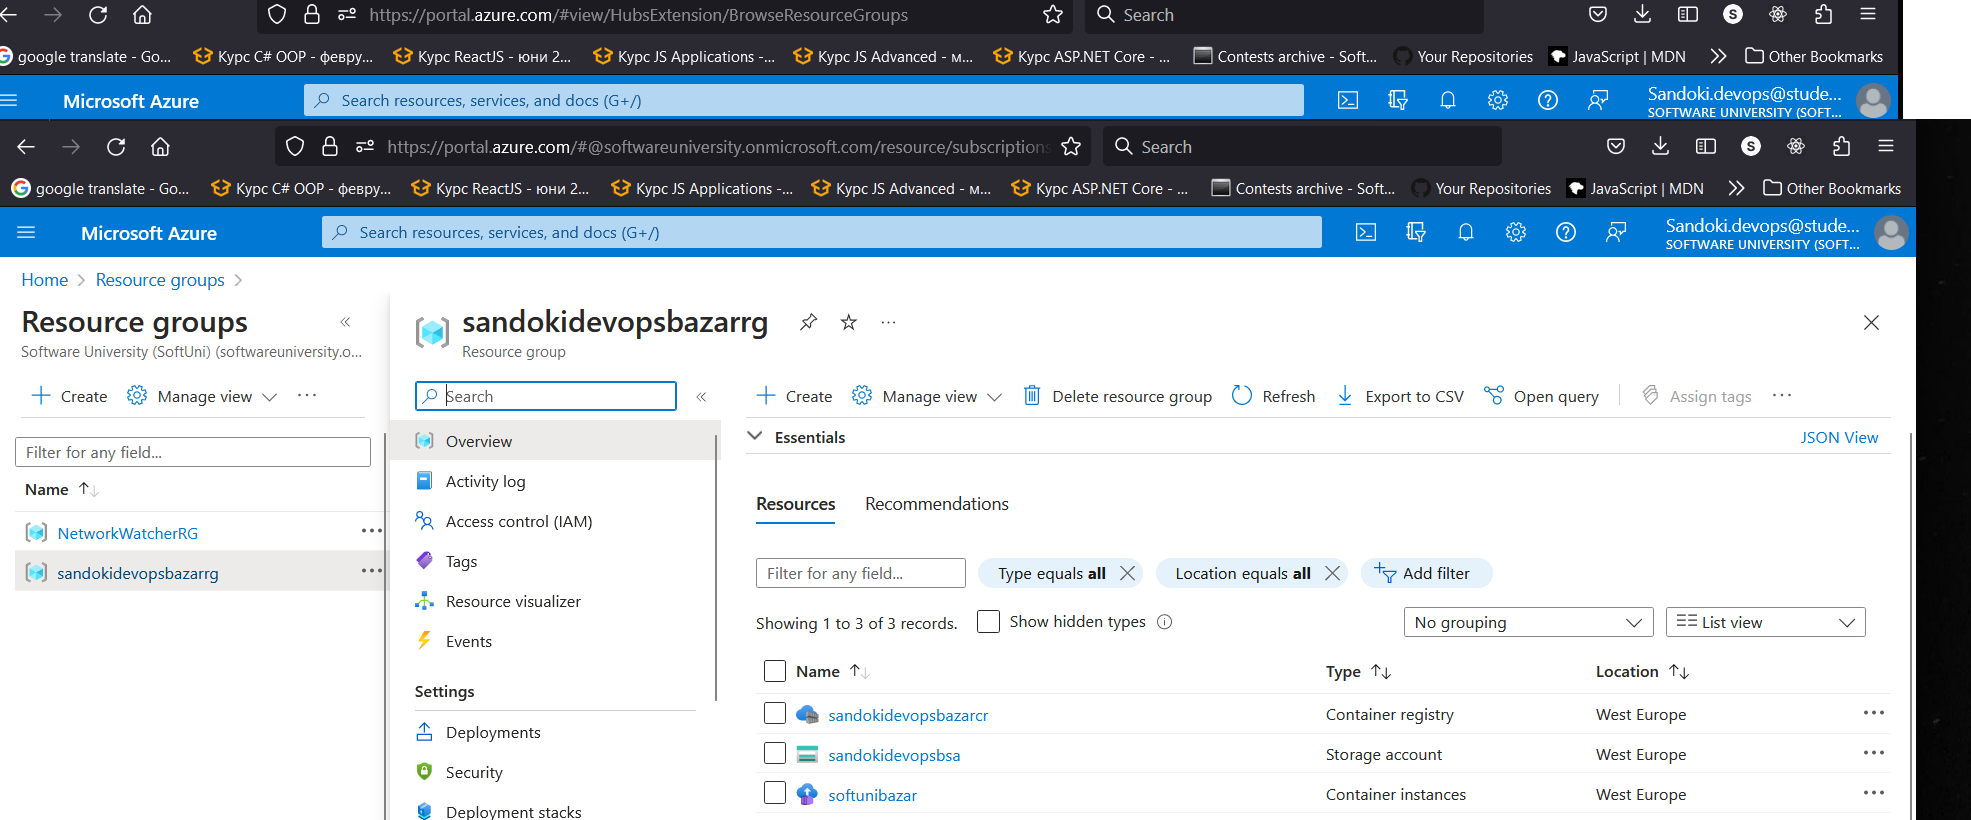 https://portal.azure.com/#view/HubsExtension/BrowseResourceGroups
Search
S
google translate - Go...
Курс C# OOP - февру...
Курс ReactJS - юни 2...
Курс JS Applications -...
Курс JS Advanced - м...
Курс ASP.NET Core - ...
Contests archive - Soft...
Your Repositories
JavaScript | MDN
Other Bookmarks
Microsoft Azure
Search resources, services, and docs (G+/)
Sandoki.devops@stude...
SOFTWARE UNIVERSITY (SOFT...
https://portal.azure.com/#@softwareuniversity.onmicrosoft.com/resource/subscriptions
Search
S
google translate - Go...
Курс C# OOP - февру...
Курс ReactJS - юни 2...
Курс JS Applications -...
Курс JS Advanced - м...
Курс ASP.NET Core - ...
Contests archive - Soft...
Your Repositories
JavaScript | MDN
Other Bookmarks
Microsoft Azure
Search resources, services, and docs (G+/)
Sandoki.devops@stude...
SOFTWARE UNIVERSITY (SOFT...
Home
Resource groups
Resource groups
Software University (SoftUni) (softwareuniversity.o...
Create
Manage view
Filter for any field...
Name
NetworkWatcherRG
sandokidevopsbazarrg
sandokidevopsbazarrg
Resource group
Search
Overview
Activity log
Access control (IAM)
Tags
Resource visualizer
Events
Settings
Deployments
Security
Deployment stacks
Create
Manage view
Delete resource group
Refresh
Export to CSV
Open query
Assign tags
Essentials
JSON View
Resources
Recommendations
Filter for any field...
Type equals all
Location equals all
Add filter
Showing 1 to 3 of 3 records.
Show hidden types
No grouping
List view
Name
Type
Location
sandokidevopsbazarcr
Container registry
West Europe
sandokidevopsbsa
Storage account
West Europe
softunibazar
Container instances
West Europe